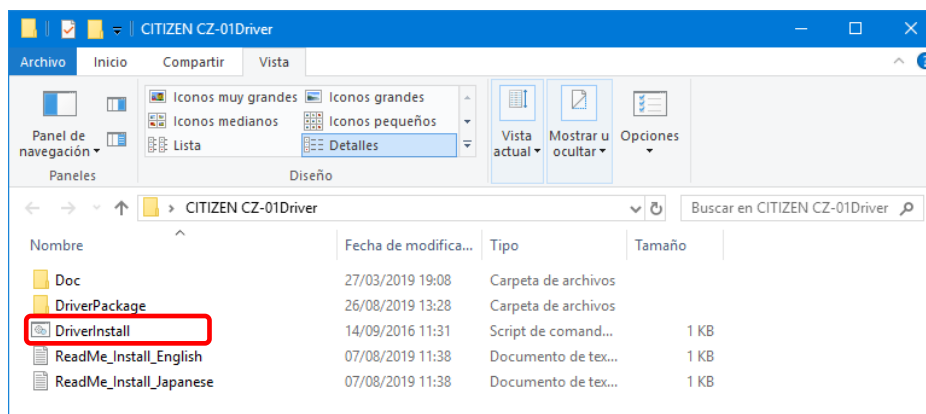 CITIZEN CZ-01Driver
Archivo Inicio Compartir Vista
Iconos muy grandes Iconos grandes
Iconos medianos Iconos pequeños
Lista Detalles
Panel de navegación
Vista actual
Mostrar u ocultar
Opciones
Paneles Diseño
CITIZEN CZ-01Driver Buscar en CITIZEN CZ-01Driver
Nombre Fecha de modifica... Tipo Tamaño
Doc 27/03/2019 19:08 Carpeta de archivos
DriverPackage 26/08/2019 13:28 Carpeta de archivos
DriverInstall 14/09/2016 11:31 Script de comand... 1 KB
ReadMe_Install_English 07/08/2019 11:38 Documento de tex... 1 KB
ReadMe_Install_Japanese 07/08/2019 11:38 Documento de tex... 1 KB